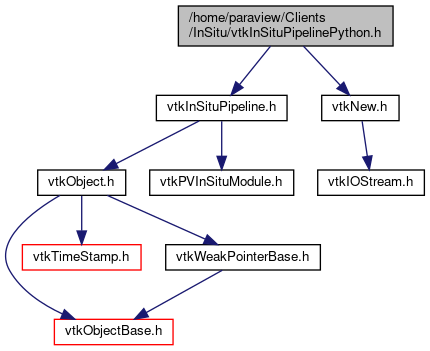 /home/paraview/Clients
/InSitu/vtkInSituPipelinePython.h
vtkInSituPipeline.h
vtkNew.h
vtkObject.h
vtkPVInSituModule.h
vtkIOStream.h
vtkTimeStamp.h
vtkWeakPointerBase.h
vtkObjectBase.h